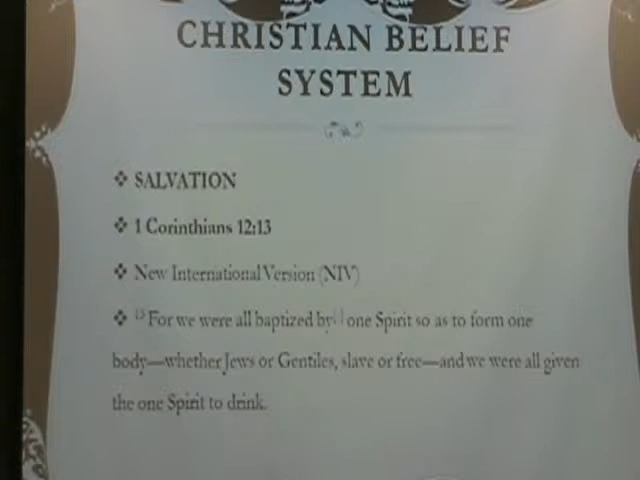 CHRISTIAN BELIEF
SYSTEM
❖ SALVATION
❖ 1 Corinthians 12:13
❖ New International Version (NIV)
❖ 13 For we were all baptized by[ ] one Spirit so as to form one
body—whether Jews or Gentiles, slave or free—and we were all given
the one Spirit to drink.